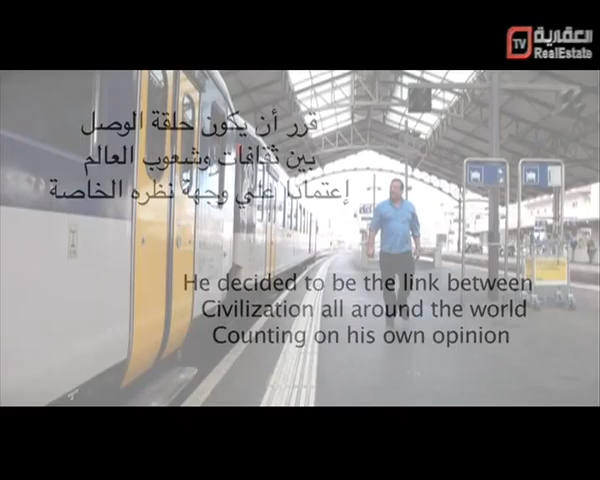 العقارية
TV
RealEstate
قرر أن يكون حلقة الوصل
بين ثقافات وشعوب العالم
إعتمادا علي وجهة نظره الخاصة
He decided to be the link between
Civilization all around the world
Counting on his own opinion